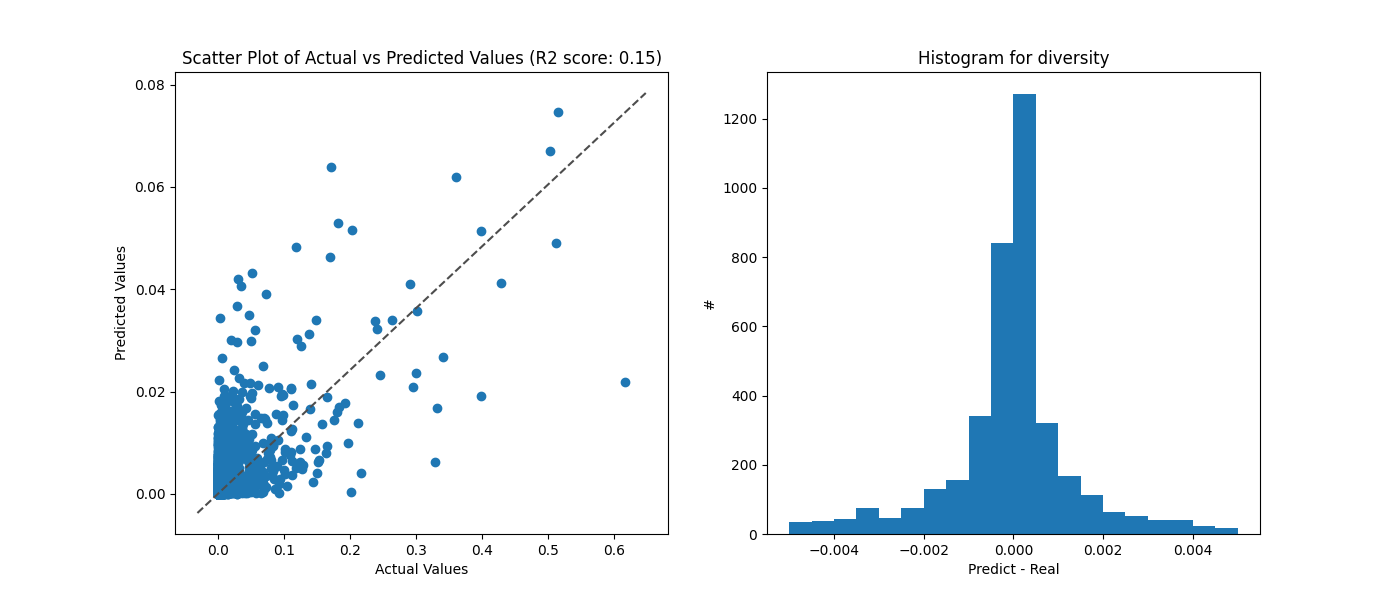 Scatter Plot of Actual vs Predicted Values (R2 score: 0.15)
0.08
0.06
0.04
0.02
0.00
Predicted Values
0.0 0.1 0.2 0.3 0.4 0.5 0.6
Actual Values
Histogram for diversity
1200
1000
800
600
400
200
0
#
−0.004 −0.002 0.000 0.002 0.004
Predict - Real